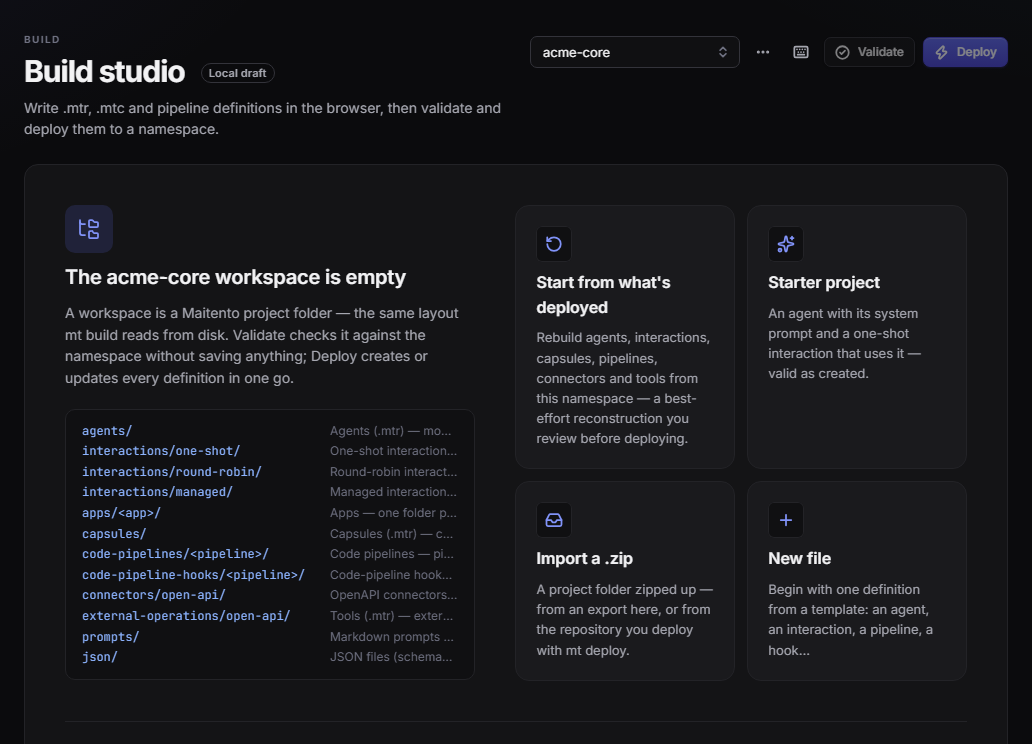 BUILD
Build studio
Local draft
acme-core
Validate
Deploy
Write .mtr, .mtc and pipeline definitions in the browser, then validate and
deploy them to a namespace.
The acme-core workspace is empty
A workspace is a Maitento project folder — the same layout
mt build reads from disk. Validate checks it against the
namespace without saving anything; Deploy creates or
updates every definition in one go.
agents/ Agents (.mtr) — mo...
interactions/one-shot/ One-shot interaction...
interactions/round-robin/ Round-robin interact...
interactions/managed/ Managed interaction...
apps/<app>/ Apps — one folder p...
capsules/ Capsules (.mtr) — c...
code-pipelines/<pipeline>/ Code pipelines — pi...
code-pipeline-hooks/<pipeline>/ Code-pipeline hook...
connectors/open-api/ OpenAPI connectors...
external-operations/open-api/ Tools (.mtr) — exter...
prompts/ Markdown prompts ...
json/ JSON files (schema...
Start from what's
deployed
Rebuild agents, interactions,
capsules, pipelines,
connectors and tools from
this namespace — a best-
effort reconstruction you
review before deploying.
Starter project
An agent with its system
prompt and a one-shot
interaction that uses it —
valid as created.
Import a .zip
A project folder zipped up —
from an export here, or from
the repository you deploy
with mt deploy.
New file
Begin with one definition
from a template: an agent,
an interaction, a pipeline, a
hook...